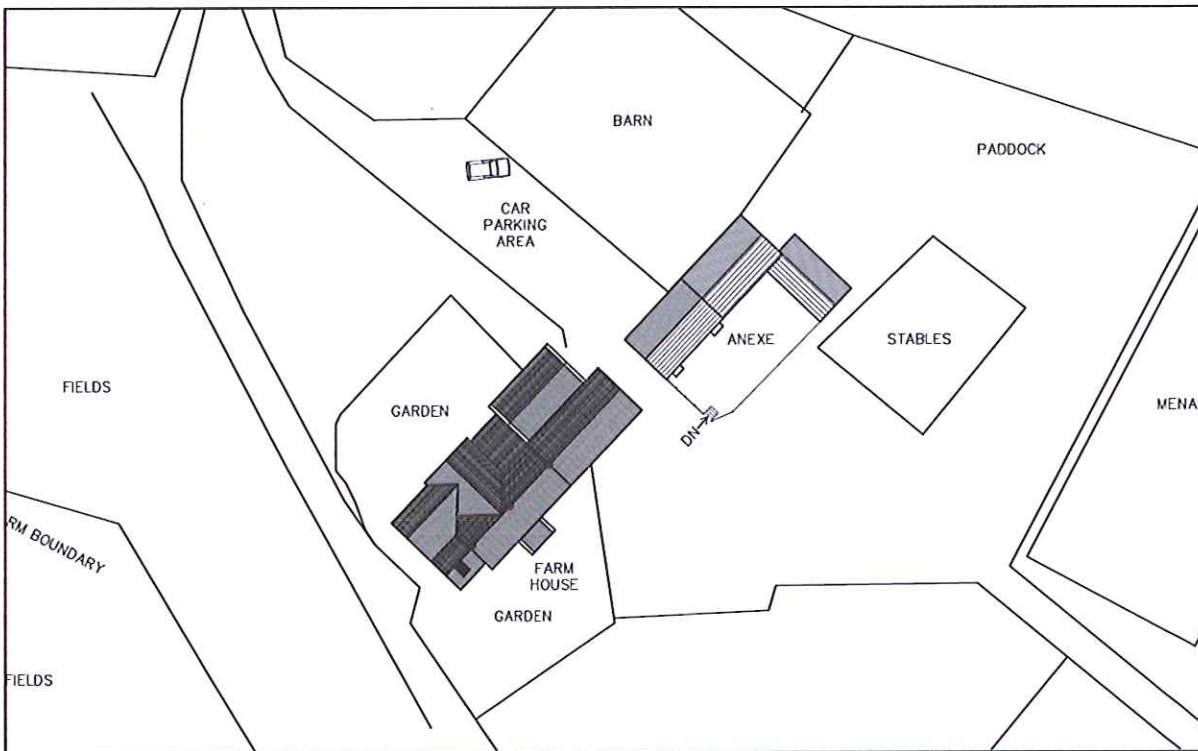 BARN
PADDOCK
CAR
PARKING
AREA
ANEXE
STABLES
FIELDS
GARDEN
MENA
DN
RM BOUNDARY
FARM
HOUSE
GARDEN
FIELDS